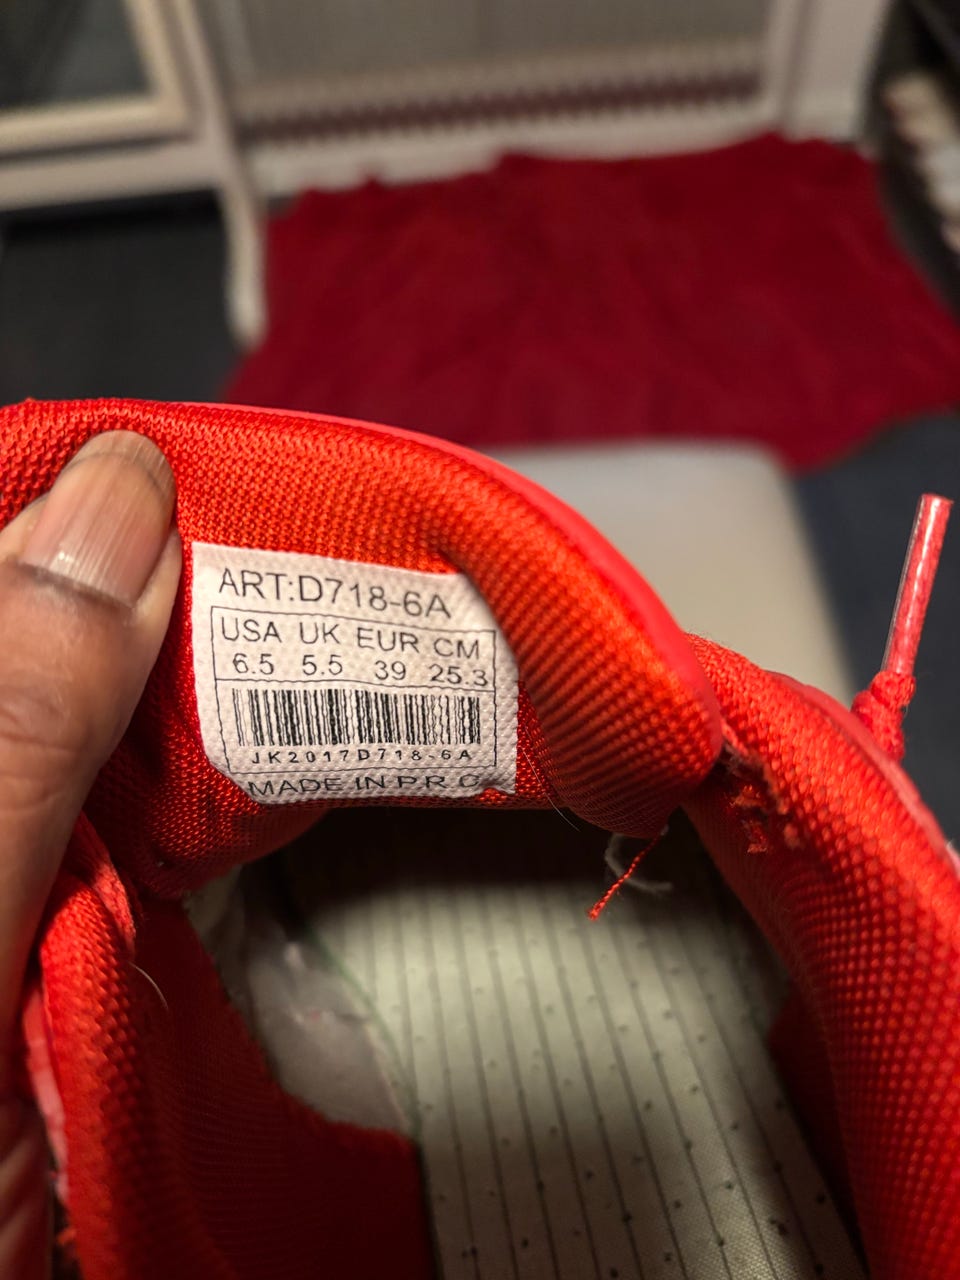 ART:D718-6A
USA UK EUR CM
6.5 5.5 39 25.3
JK2017D718-6A
MADE IN P.R.C